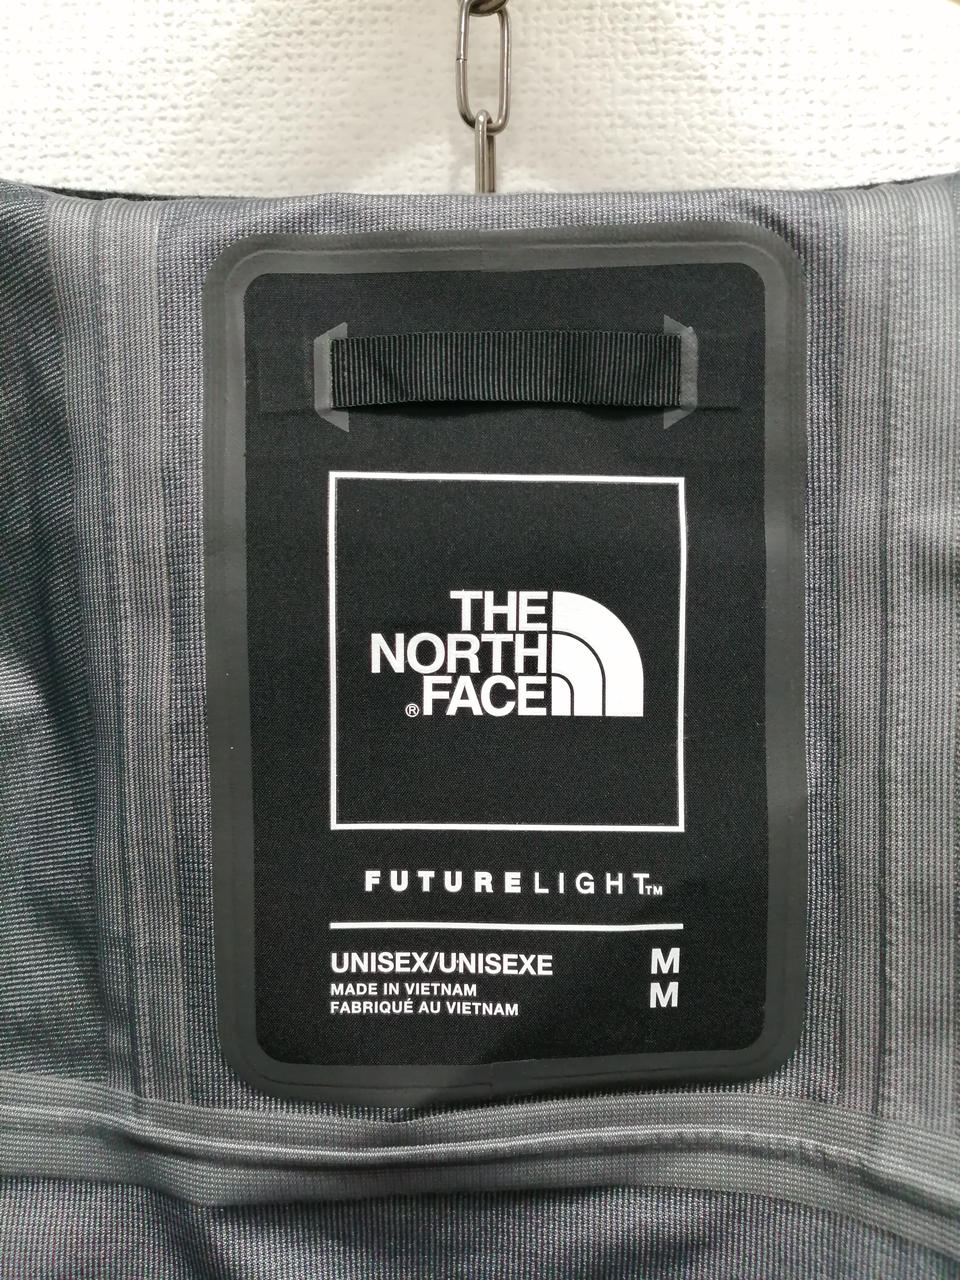 THE
NORTH
® FACE
FUTURELIGHT™
UNISEX/UNISEXE M
MADE IN VIETNAM M
FABRIQUÉ AU VIETNAM